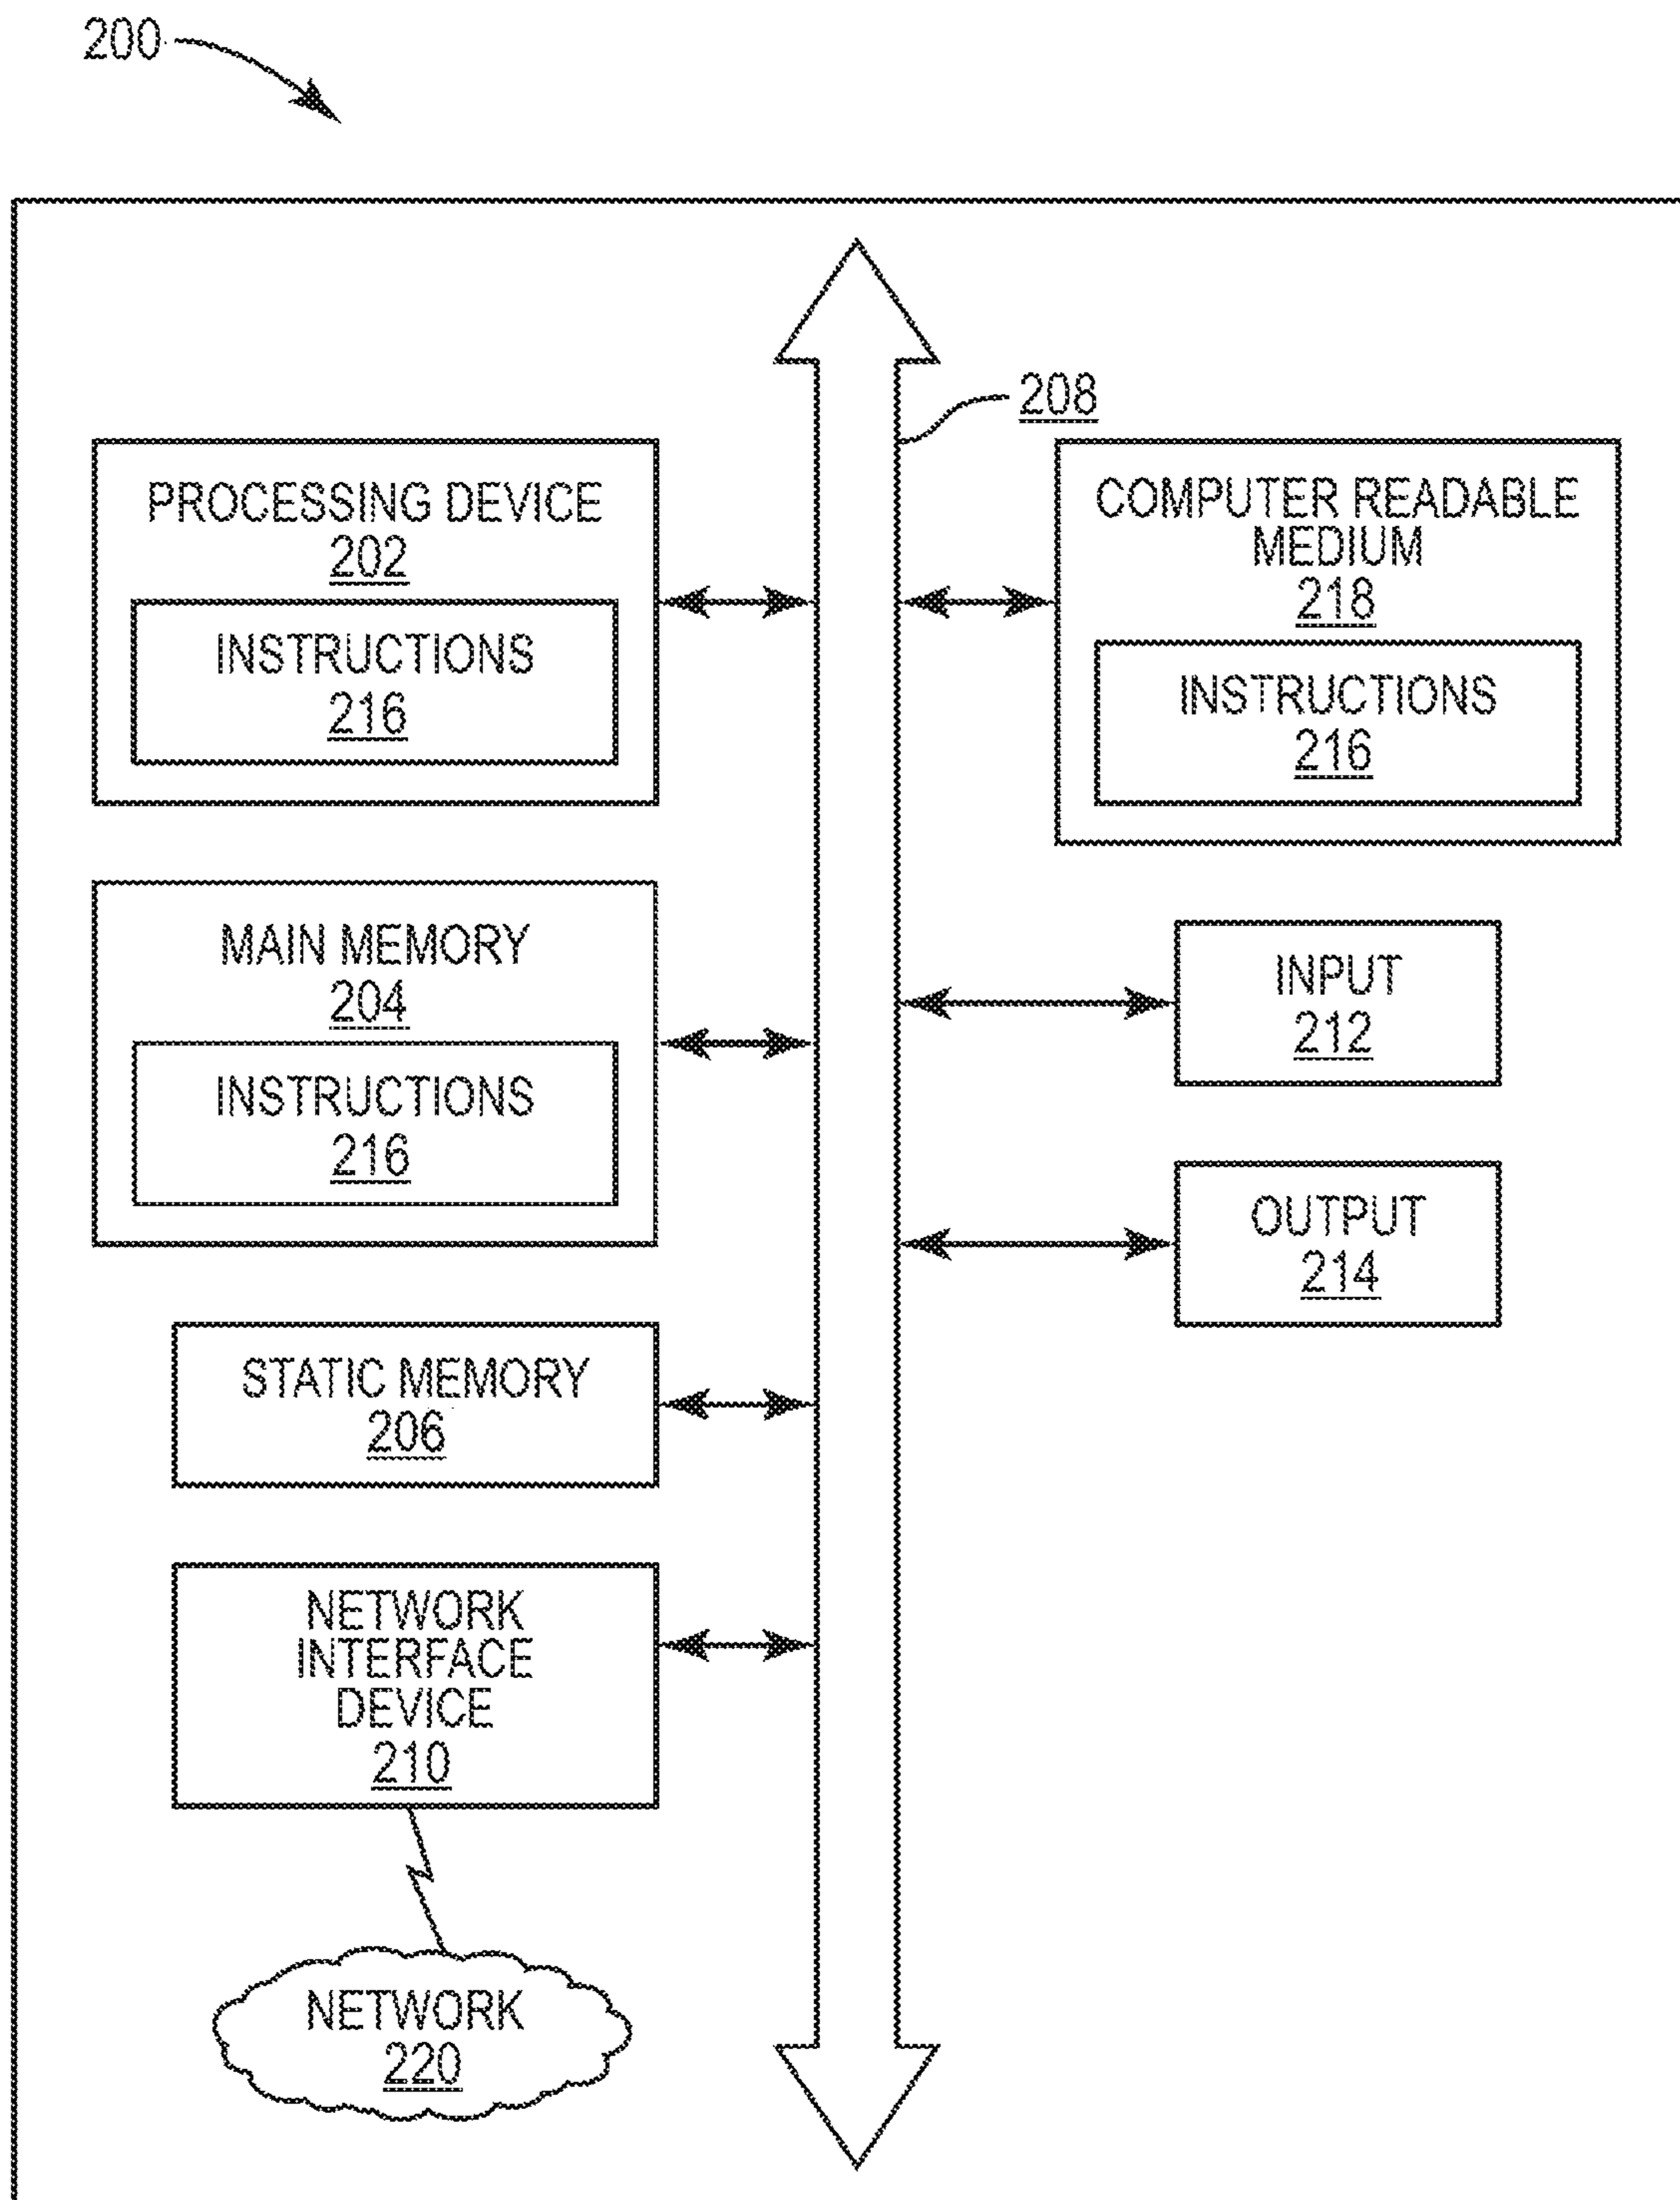 200
208
PROCESSING DEVICE
202
INSTRUCTIONS
216
COMPUTER READABLE
MEDIUM
218
INSTRUCTIONS
216
MAIN MEMORY
204
INSTRUCTIONS
216
INPUT
212
OUTPUT
214
STATIC MEMORY
206
NETWORK
INTERFACE
DEVICE
210
NETWORK
220